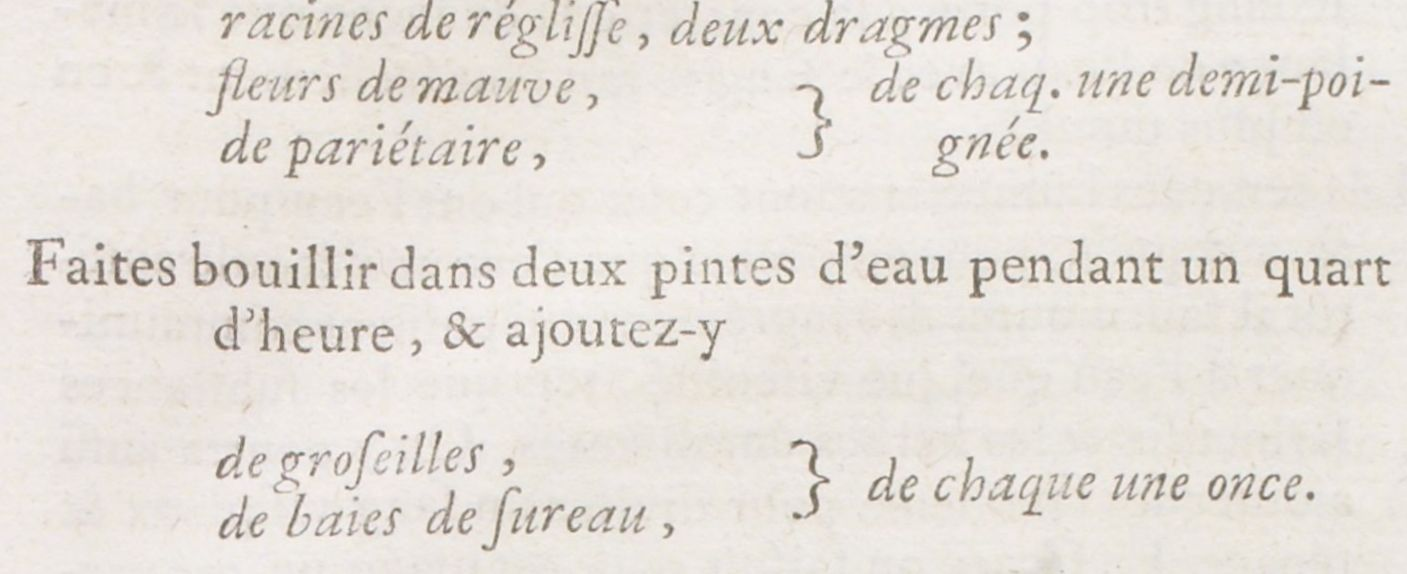 racines de régliſſe, deux dragmes;
fleurs de mauve, } de chaq. une demi-poi-
de pariétaire, } gnée.
Faites bouillir dans deux pintes d'eau pendant un quart
d'heure, & ajoutez-y
de groſeilles, } de chaque une once.
de baies de ſureau,